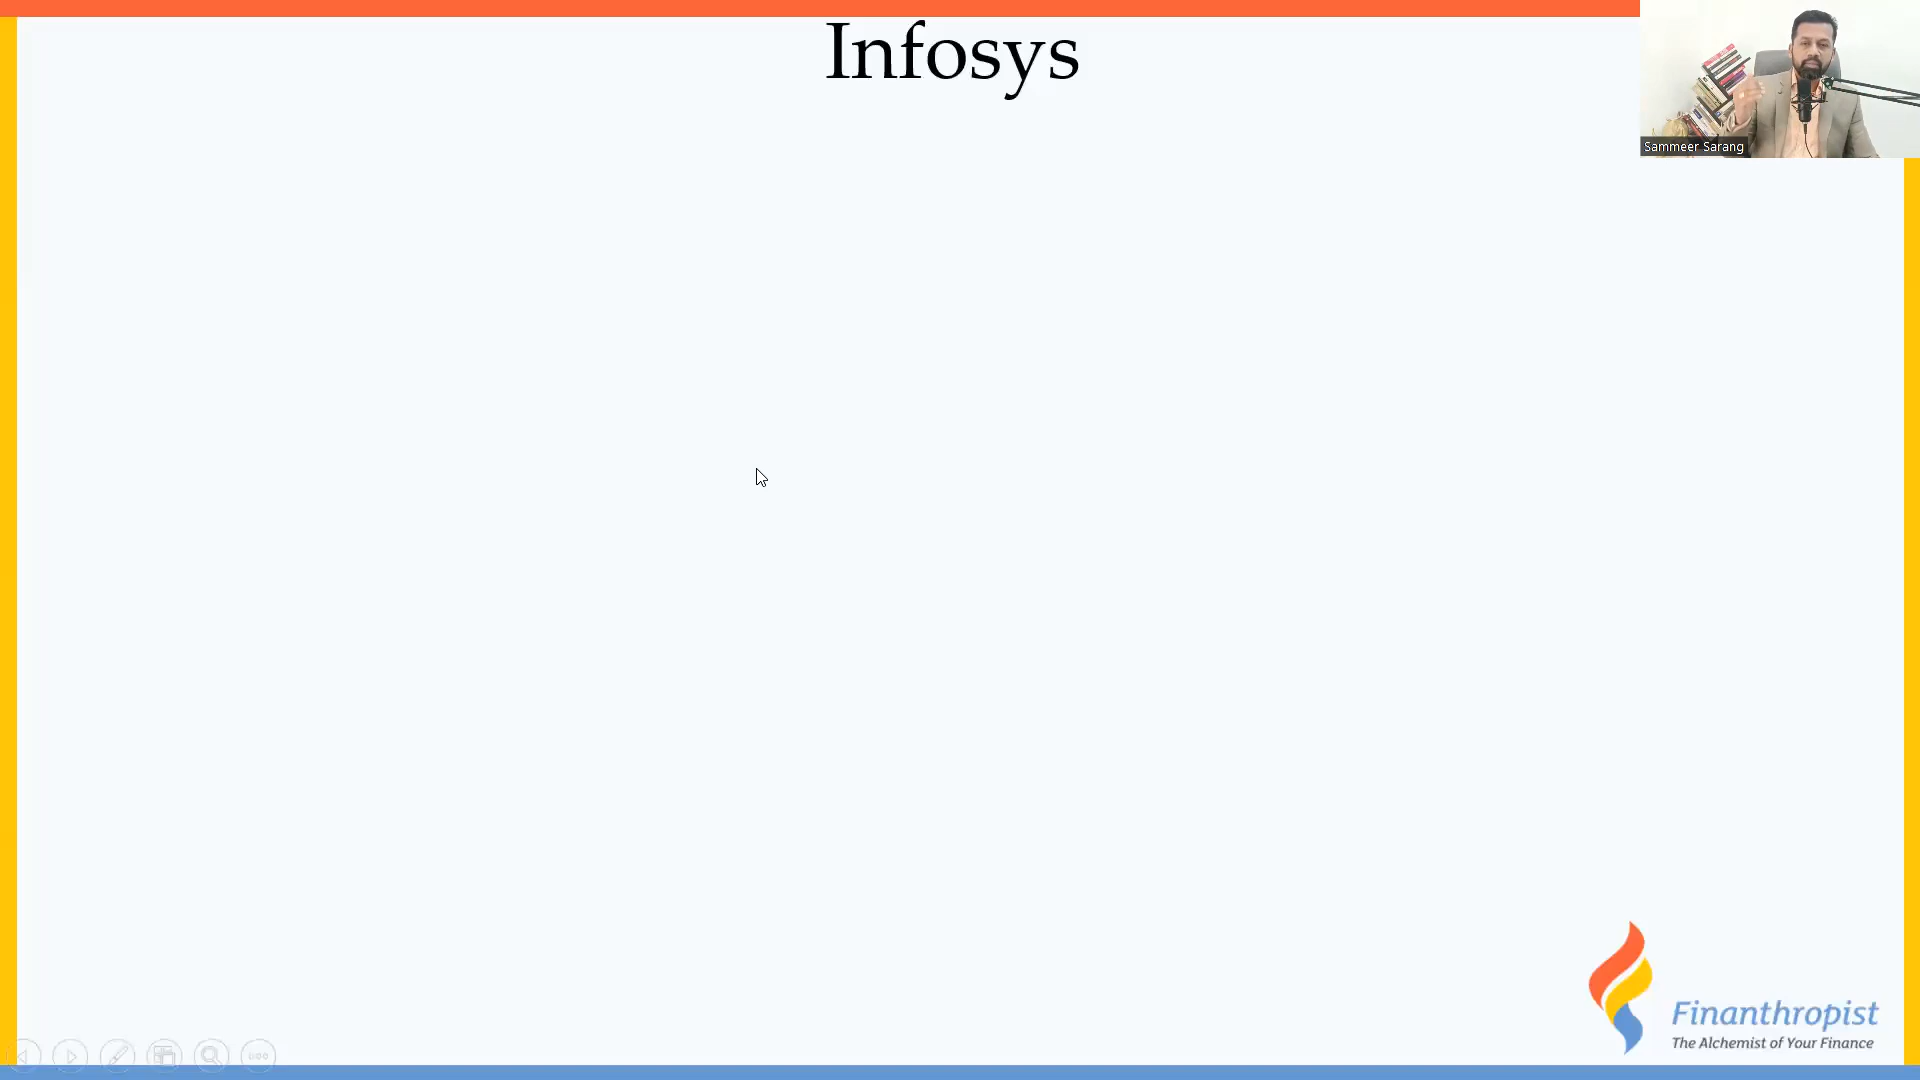 Infosys
Sammeer Sarang
Finanthropist
The Alchemist of Your Finance